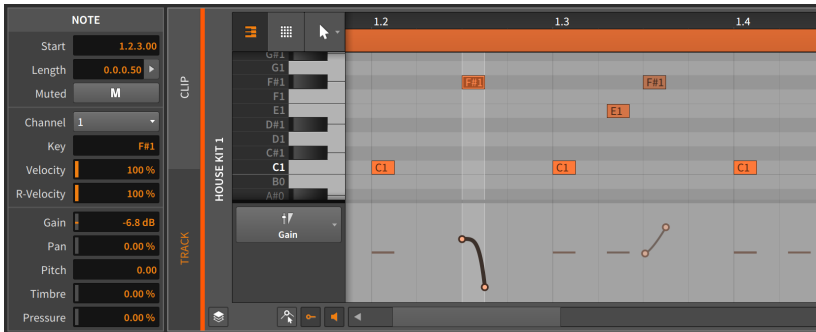 NOTE
Start 1.2.3.00
Length 0.0.0.50
Muted M
Channel 1
Key F#1
Velocity 100 %
R-Velocity 100 %
Gain -6.8 dB
Pan 0.00 %
Pitch 0.00
Timbre 0.00 %
Pressure 0.00 %
CLIP
TRACK
HOUSE KIT 1
1.2 1.3 1.4
G#1
G1
F#1 F#1 F#1
F1
E1 E1
D#1
D1
C#1
C1 C1 C1 C1
B0
A#0
Gain